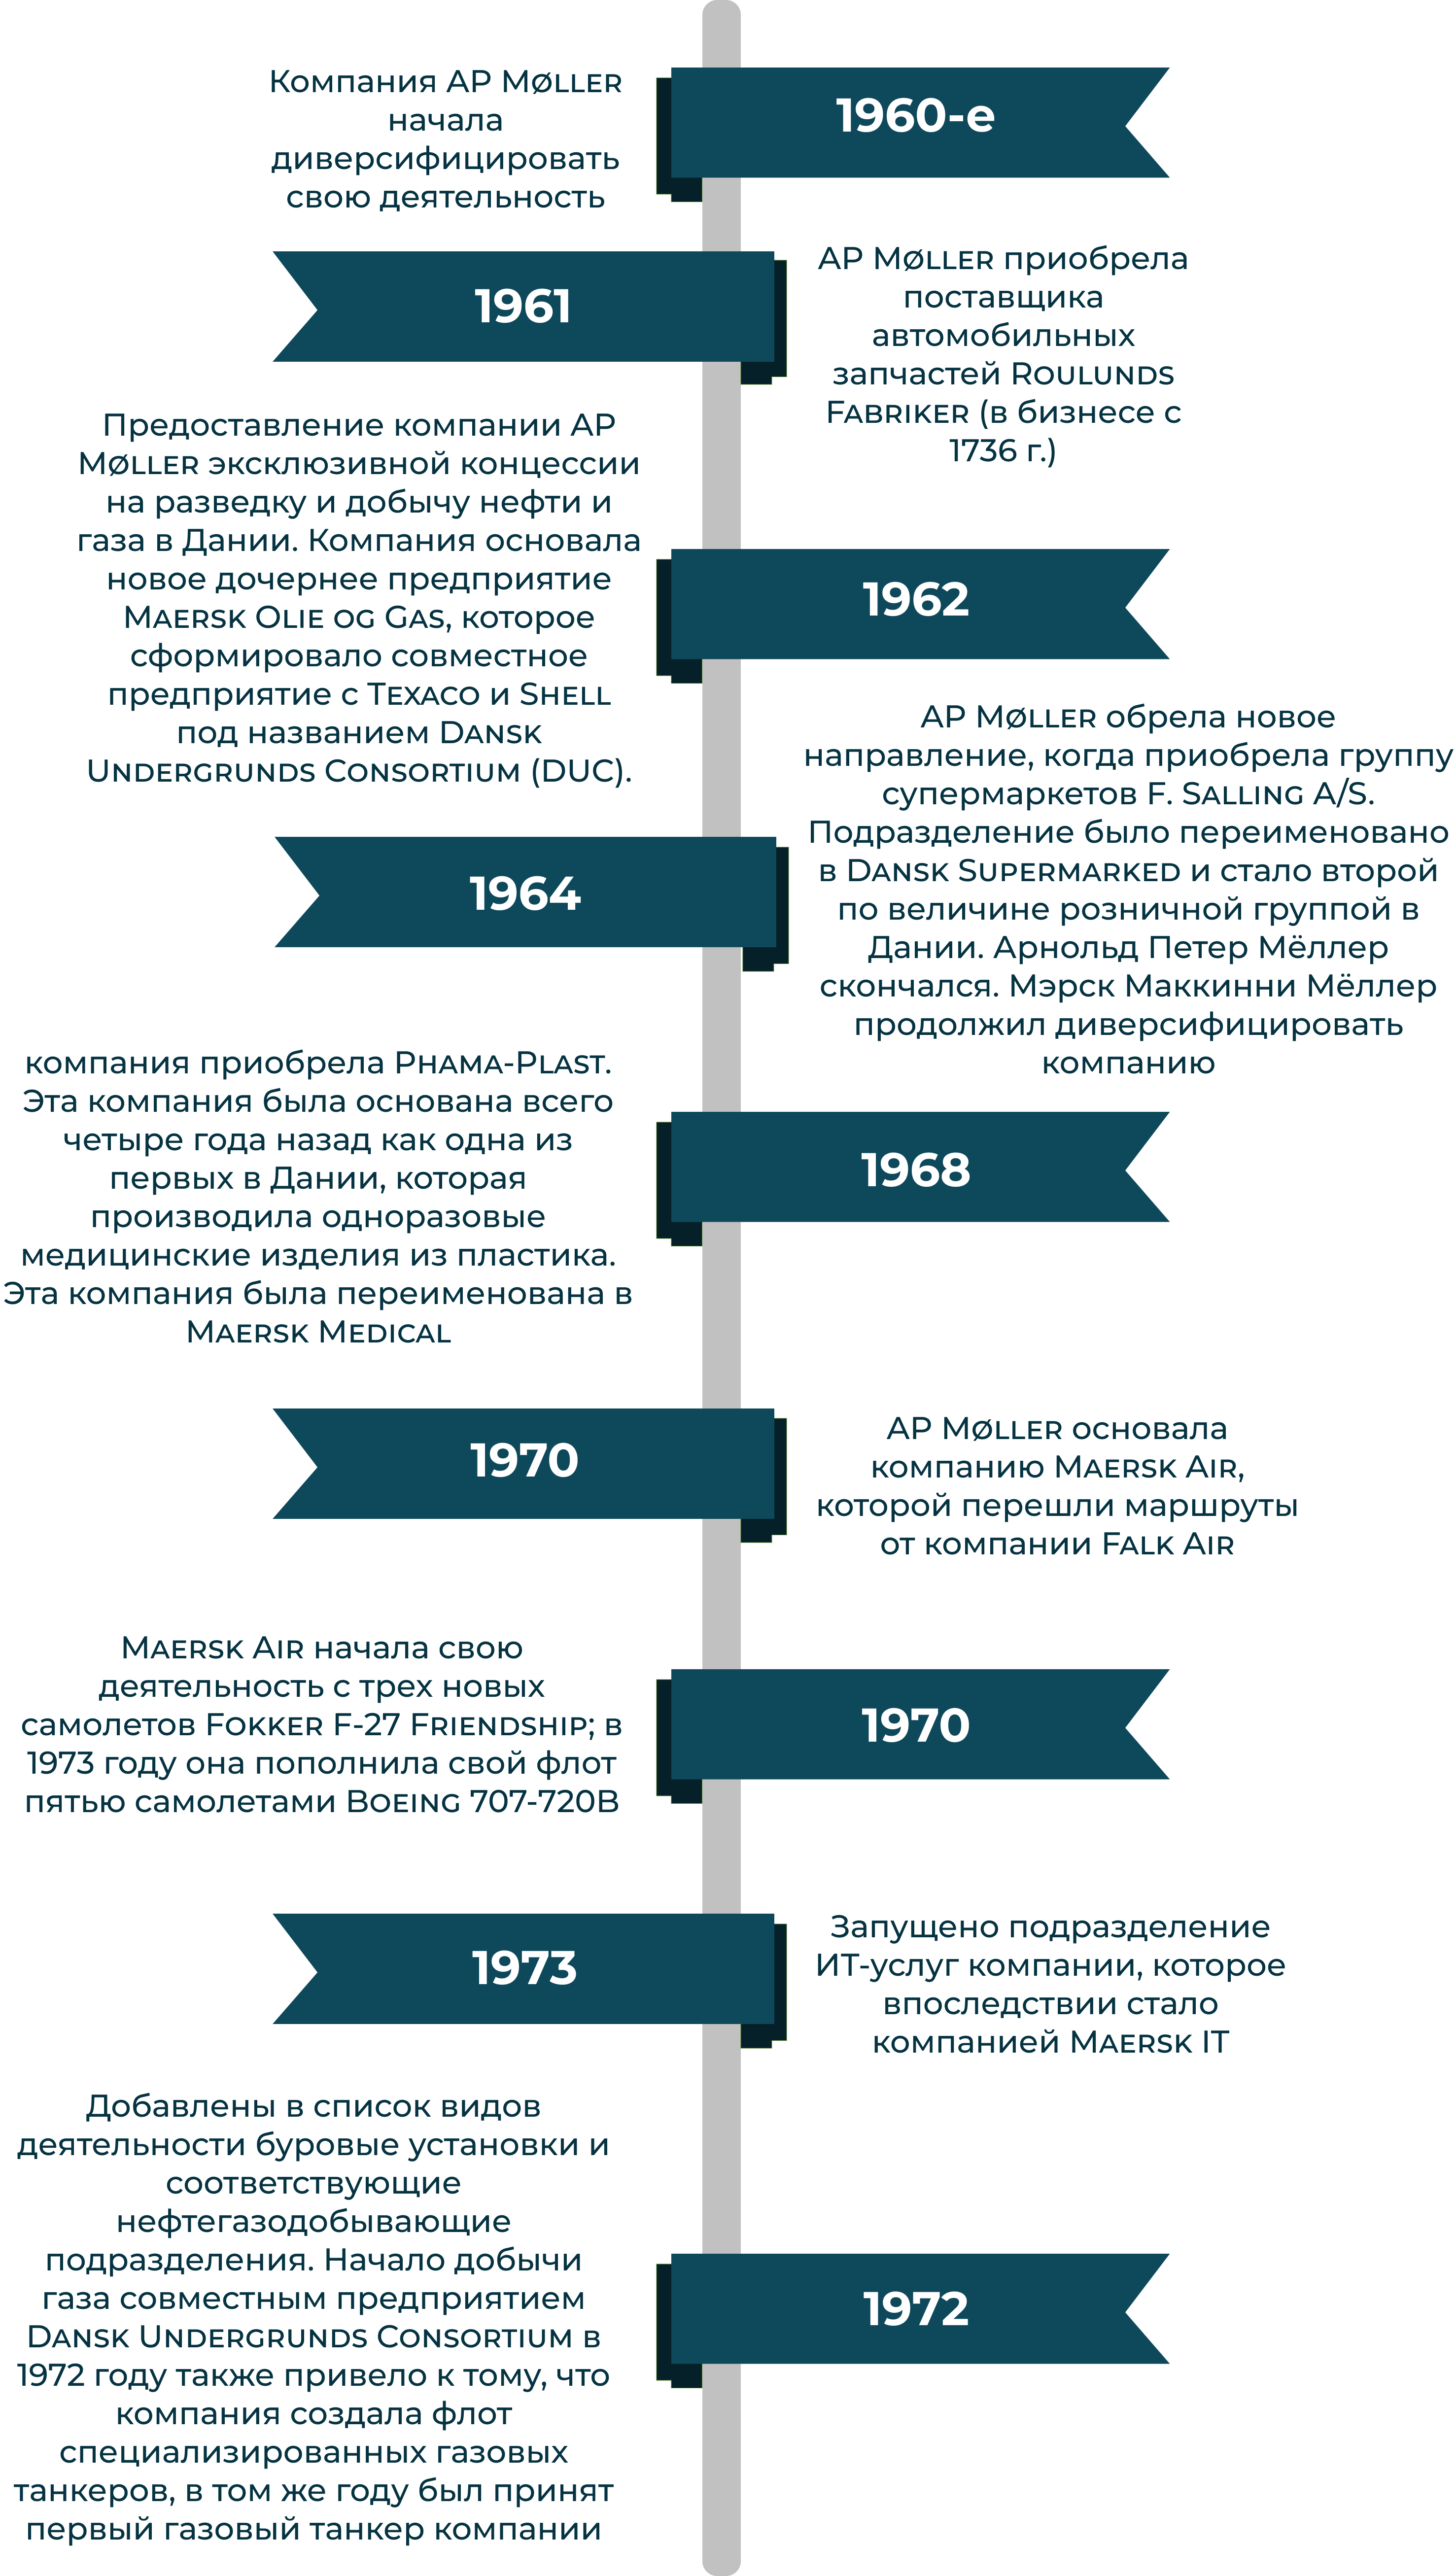 Компания AP Møller
начала
диверсифицировать
свою деятельность
1960-е
1961
AP Møller приобрела
поставщика
автомобильных
запчастей Roulunds
Fabriker (в бизнесе с
1736 г.)
Предоставление компании AP
Møller эксклюзивной концессии
на разведку и добычу нефти и
газа в Дании. Компания основала
новое дочернее предприятие
Maersk Olie og Gas, которое
сформировало совместное
предприятие с Texaco и Shell
под названием Dansk
Undergrunds Consortium (DUC).
1962
1964
AP Møller обрела новое
направление, когда приобрела группу
супермаркетов F. Salling A/S.
Подразделение было переименовано
в Dansk Supermarked и стало второй
по величине розничной группой в
Дании. Арнольд Петер Мёллер
скончался. Мэрск Маккинни Мёллер
продолжил диверсифицировать
компанию
компания приобрела Phama-Plast.
Эта компания была основана всего
четыре года назад как одна из
первых в Дании, которая
производила одноразовые
медицинские изделия из пластика.
Эта компания была переименована в
Maersk Medical
1968
1970
AP Møller основала
компанию Maersk Air,
которой перешли маршруты
от компании Falk Air
Maersk Air начала свою
деятельность с трех новых
самолетов Fokker F-27 Friendship; в
1973 году она пополнила свой флот
пятью самолетами Boeing 707-720B
1970
1973
Запущено подразделение
ИТ-услуг компании, которое
впоследствии стало
компанией Maersk IT
Добавлены в список видов
деятельности буровые установки и
соответствующие
нефтегазодобывающие
подразделения. Начало добычи
газа совместным предприятием
Dansk Undergrunds Consortium в
1972 году также привело к тому, что
компания создала флот
специализированных газовых
танкеров, в том же году был принят
первый газовый танкер компании
1972